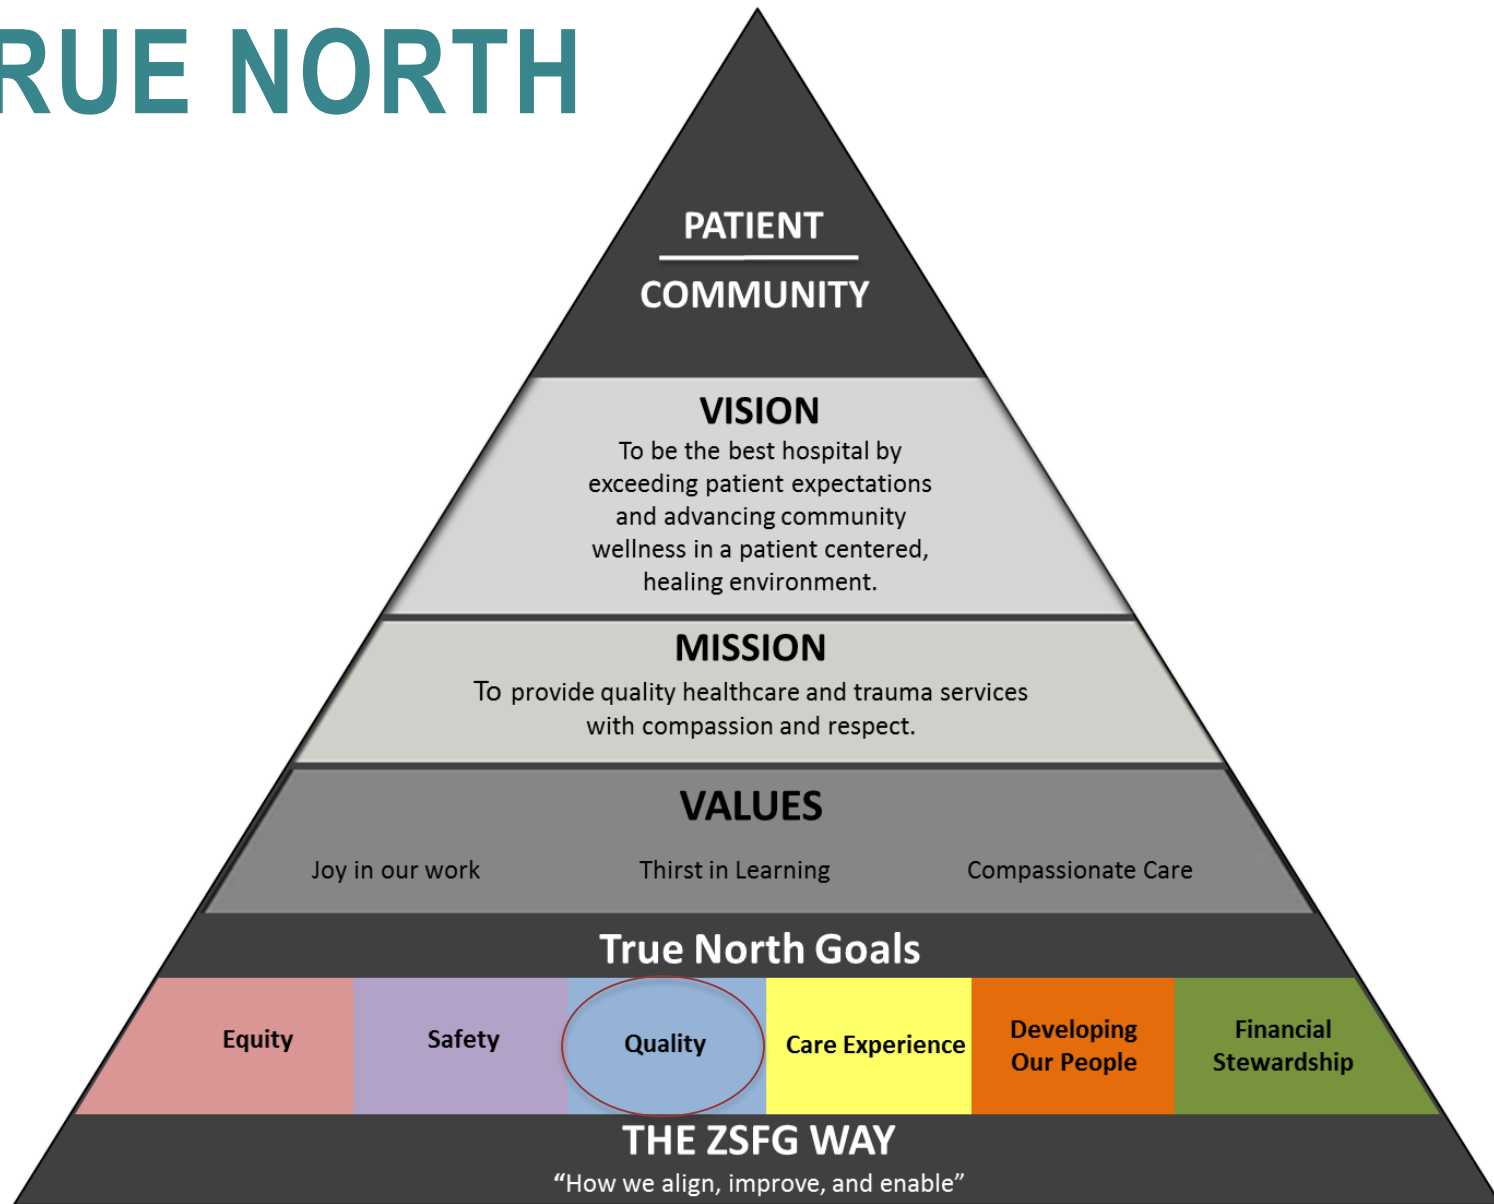 RUE NORTH
PATIENT
COMMUNITY
VISION
To be the best hospital by
exceeding patient expectations
and advancing community
wellness in a patient centered,
healing environment.
MISSION
To provide quality healthcare and trauma services
with compassion and respect.
VALUES
Joy in our work
Thirst in Learning
Compassionate Care
True North Goals
Equity
Safety
Quality
Care Experience
Developing
Our People
Financial
Stewardship
THE ZSFG WAY
“How we align, improve, and enable”